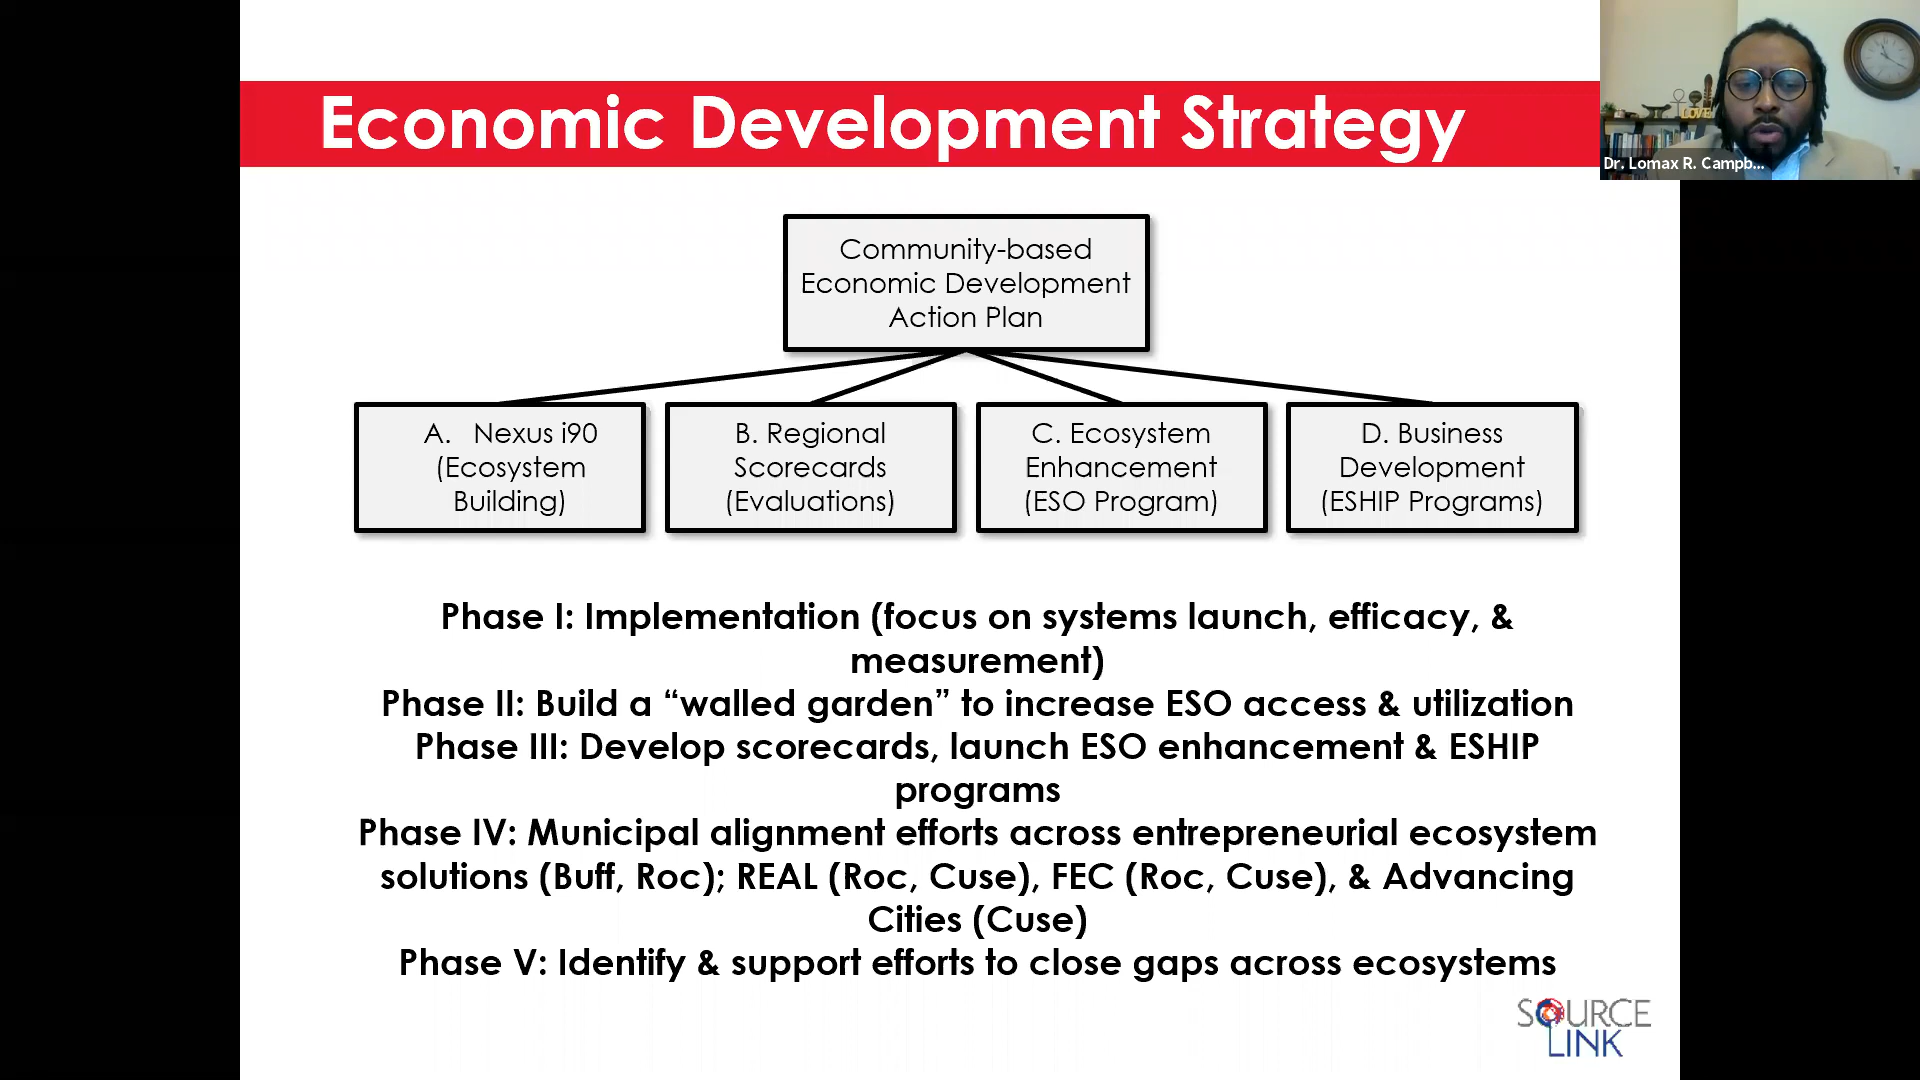 Economic Development Strategy
LOVE
Dr. Lomax R. Campb...
Community-based
Economic Development
Action Plan
A. Nexus i90
(Ecosystem
Building)
B. Regional
Scorecards
(Evaluations)
C. Ecosystem
Enhancement
(ESO Program)
D. Business
Development
(ESHIP Programs)
Phase I: Implementation (focus on systems launch, efficacy, &
measurement)
Phase II: Build a “walled garden” to increase ESO access & utilization
Phase III: Develop scorecards, launch ESO enhancement & ESHIP
programs
Phase IV: Municipal alignment efforts across entrepreneurial ecosystem
solutions (Buff, Roc); REAL (Roc, Cuse), FEC (Roc, Cuse), & Advancing
Cities (Cuse)
Phase V: Identify & support efforts to close gaps across ecosystems
SOURCE
LINK